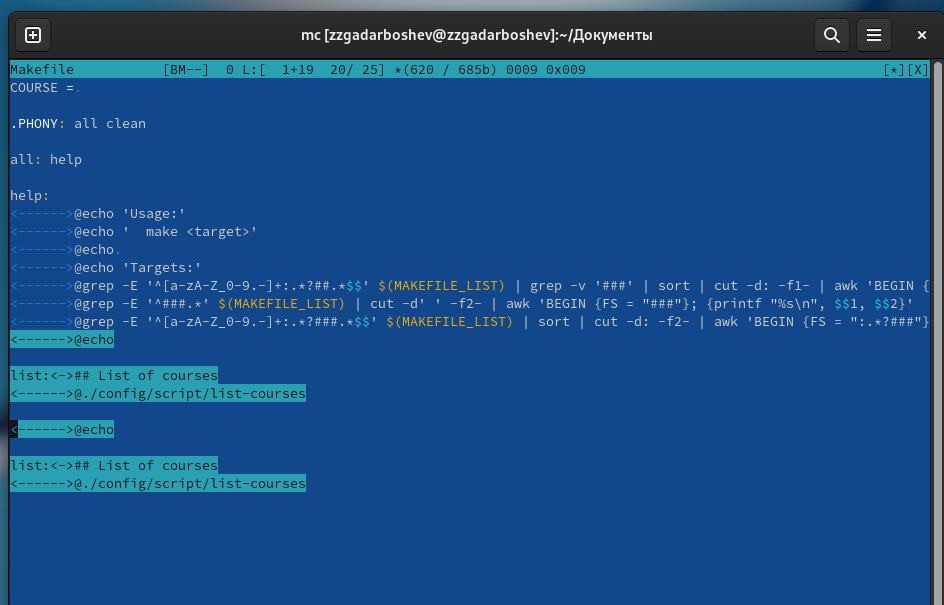 mc [zzgadarboshev@zzgadarboshev]:~/Документы
Makefile [BM--] 0 L:[ 1+19 20/ 25] *(620 / 685b) 0009 0x009 [*][X]
COURSE =.
.PHONY: all clean
all: help
help:
<------>@echo 'Usage:'
<------>@echo '  make <target>'
<------>@echo.
<------>@echo 'Targets:'
<------>@grep -E '^[a-zA-Z_0-9.-]+:.*?##.*$$' $(MAKEFILE_LIST) | grep -v '###' | sort | cut -d: -f1- | awk 'BEGIN {
<------>@grep -E '^###.*' $(MAKEFILE_LIST) | cut -d' ' -f2- | awk 'BEGIN {FS = "###"}; {printf "%s\n", $$1, $$2}'
<------>@grep -E '^[a-zA-Z_0-9.-]+:.*?###.*$$' $(MAKEFILE_LIST) | sort | cut -d: -f2- | awk 'BEGIN {FS = ":.*?###"}
<------>@echo
list:<->## List of courses
<------>@./config/script/list-courses
<------>@echo
list:<->## List of courses
<------>@./config/script/list-courses